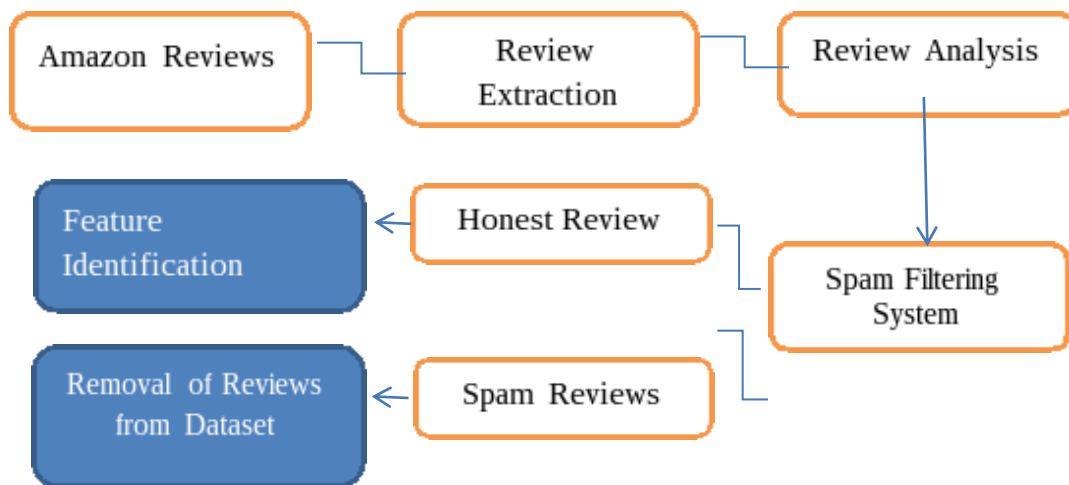 Amazon Reviews
Review
Extraction
Review Analysis
Feature
Identification
Honest Review
Spam Filtering
System
Removal of Reviews
from Dataset
Spam Reviews